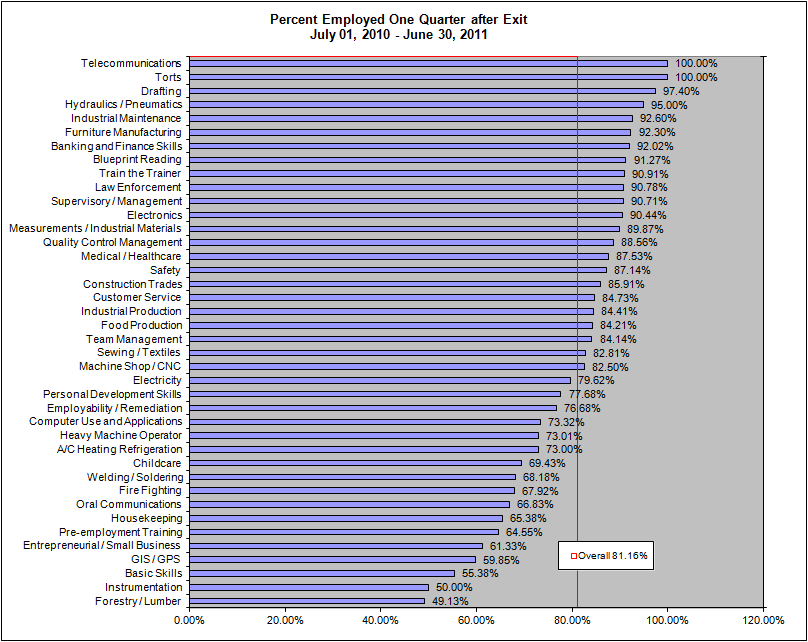 Percent Employed One Quarter after Exit
July 01, 2010 - June 30, 2011
Telecommunications 100.00%
Torts 100.00%
Drafting 97.40%
Hydraulics / Pneumatics 95.00%
Industrial Maintenance 92.60%
Furniture Manufacturing 92.30%
Banking and Finance Skills 92.02%
Blueprint Reading 91.27%
Train the Trainer 90.91%
Law Enforcement 90.78%
Supervisory / Management 90.71%
Electronics 90.44%
Measurements / Industrial Materials 89.87%
Quality Control Management 88.56%
Medical / Healthcare 87.53%
Safety 87.14%
Construction Trades 85.91%
Customer Service 84.73%
Industrial Production 84.41%
Food Production 84.21%
Team Management 84.14%
Sewing / Textiles 82.81%
Machine Shop / CNC 82.50%
Electricity 79.62%
Personal Development Skills 77.68%
Employability / Remediation 76.68%
Computer Use and Applications 73.32%
Heavy Machine Operator 73.01%
A/C Heating Refrigeration 73.00%
Childcare 69.43%
Welding / Soldering 68.18%
Fire Fighting 67.92%
Oral Communications 66.83%
Housekeeping 65.38%
Pre-employment Training 64.55%
Entrepreneurial / Small Business 61.33%
GIS / GPS 59.85%
Overall 81.16%
Basic Skills 55.38%
Instrumentation 50.00%
Forestry / Lumber 49.13%
0.00% 20.00% 40.00% 60.00% 80.00% 100.00% 120.00%